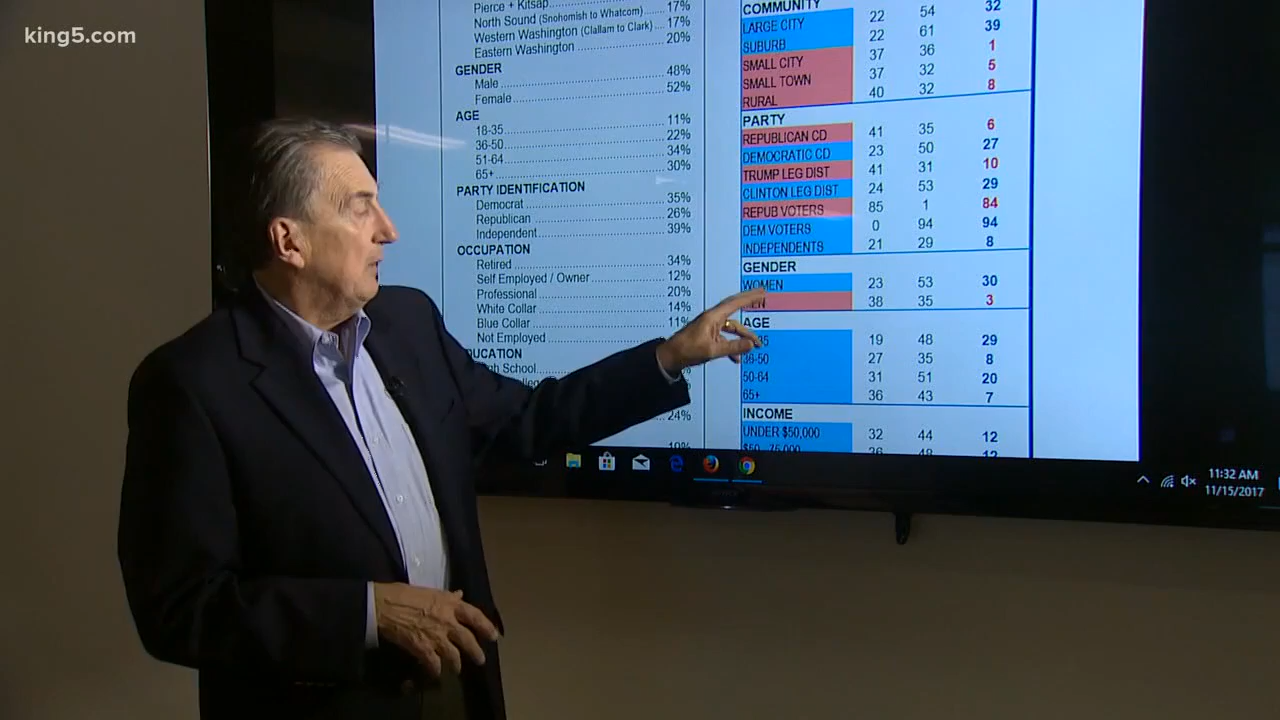 king5.com
Pierce + Kitsap 17%
North Sound (Snohomish to Whatcom) 17%
Western Washington (Clallam to Clark) 17%
Eastern Washington 20%
GENDER
Male 48%
Female 52%
AGE
18-35 11%
36-50 22%
51-64 34%
65+ 30%
PARTY IDENTIFICATION
Democrat 35%
Republican 26%
Independent 39%
OCCUPATION
Retired 34%
Self Employed / Owner 12%
Professional 20%
White Collar 14%
Blue Collar 11%
Not Employed
DUCATION
gh School
24%
COMMUNITY
LARGE CITY 22 54 32
SUBURB 22 61 39
SMALL CITY 37 36 1
SMALL TOWN 37 32 5
RURAL 40 32 8
PARTY
REPUBLICAN CD 41 35 6
DEMOCRATIC CD 23 50 27
TRUMP LEG DIST 41 31 10
CLINTON LEG DIST 24 53 29
REPUB VOTERS 85 1 84
DEM VOTERS 0 94 94
INDEPENDENTS 21 29 8
GENDER
WOMEN 23 53 30
EN 38 35 3
AGE
35 19 48 29
36-50 27 35 8
50-64 31 51 20
65+ 36 43 7
INCOME
UNDER $50,000 32 44 12
11:32 AM
11/15/2017